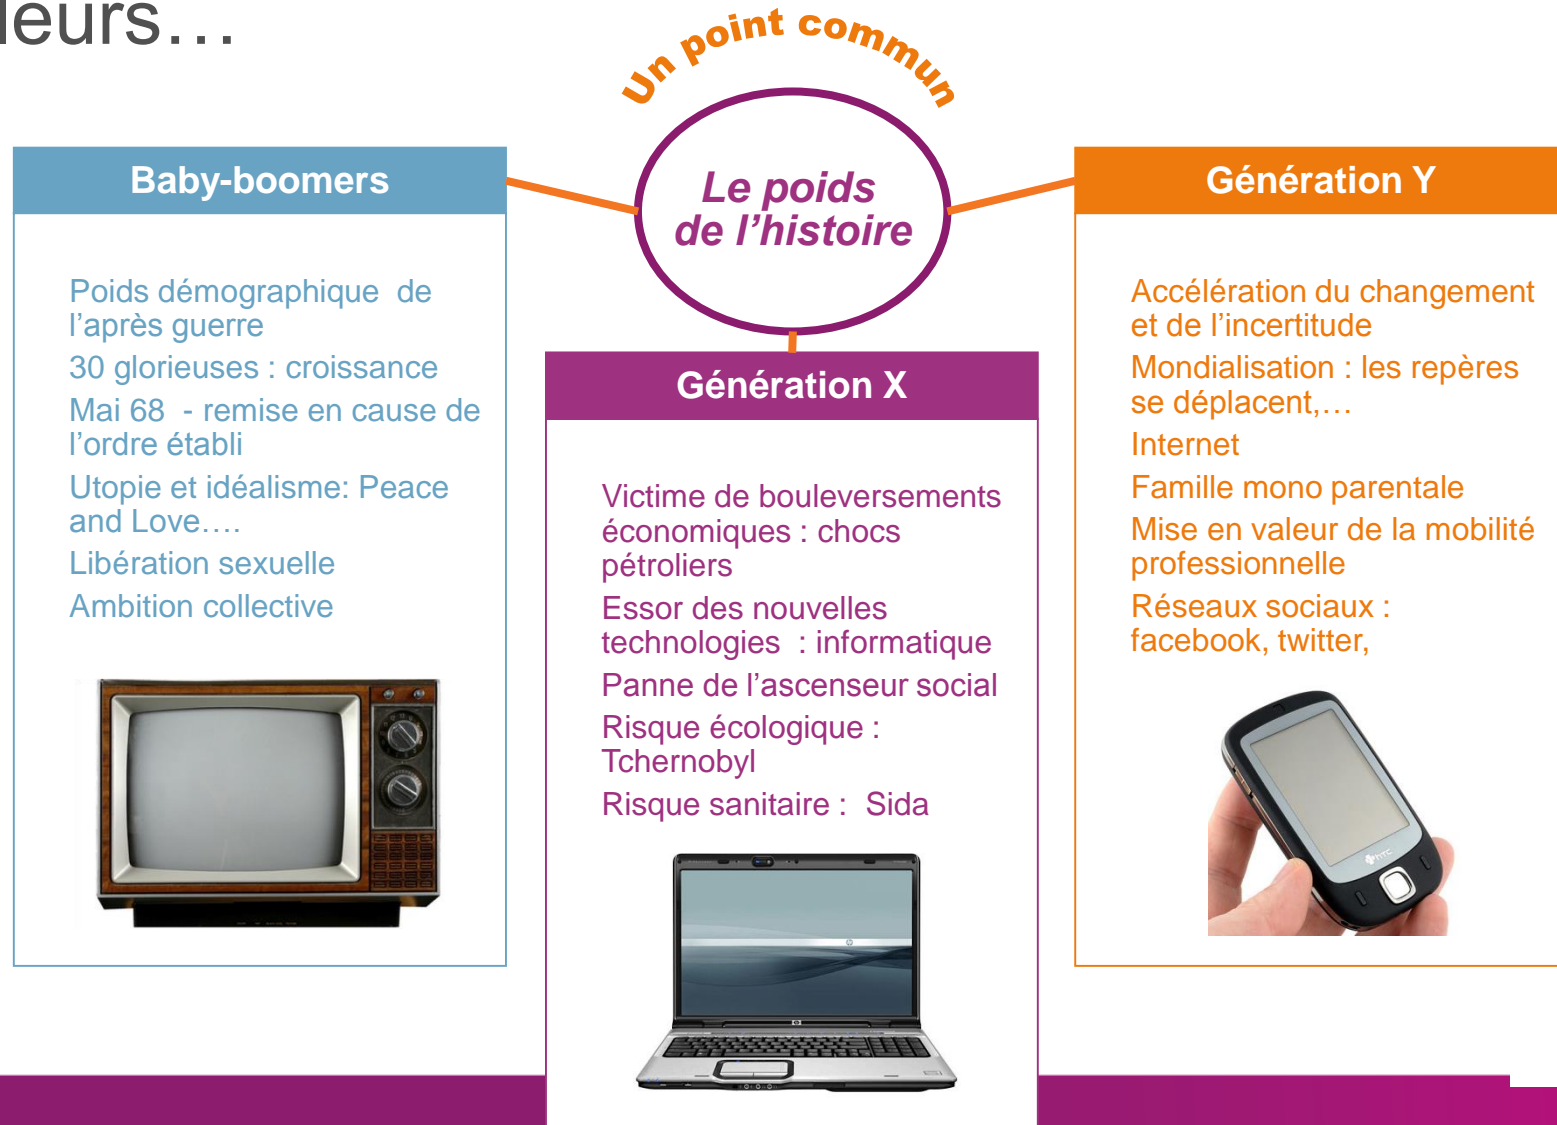 leurs…
Un point commun
Le poids
de l’histoire
Baby-boomers
Poids démographique  de
l’après guerre
30 glorieuses : croissance
Mai 68  - remise en cause de
l’ordre établi
Utopie et idéalisme: Peace
and Love….
Libération sexuelle
Ambition collective
Génération X
Victime de bouleversements
économiques : chocs
pétroliers
Essor des nouvelles
technologies  : informatique
Panne de l’ascenseur social
Risque écologique :
Tchernobyl
Risque sanitaire :  Sida
Génération Y
Accélération du changement
et de l’incertitude
Mondialisation : les repères
se déplacent,…
Internet
Famille mono parentale
Mise en valeur de la mobilité
professionnelle
Réseaux sociaux :
facebook, twitter,
hTC